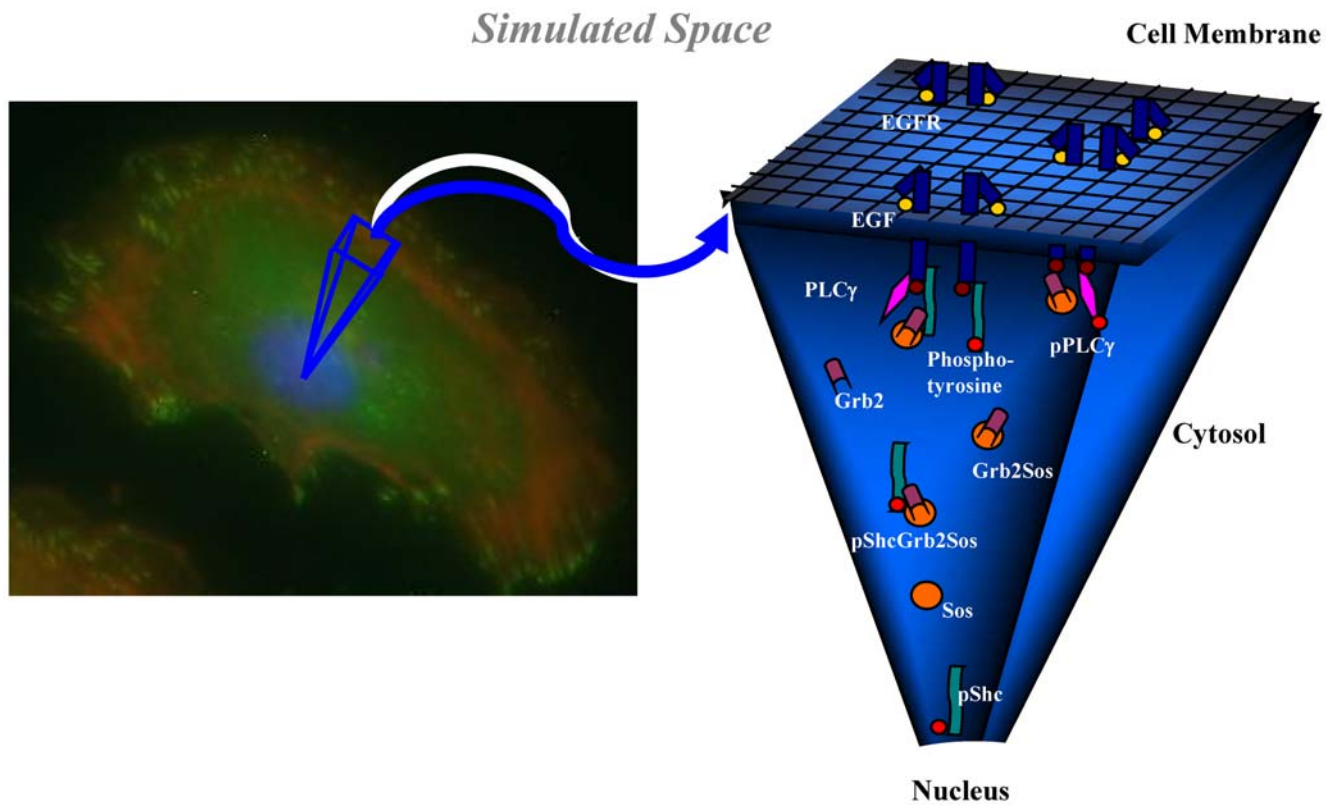 Simulated Space
Cell Membrane
EGFR
EGF
PLCγ
Phospho-
tyrosine
pPLCγ
Grb2
Cytosol
Grb2Sos
pShcGrb2Sos
Sos
pShc
Nucleus